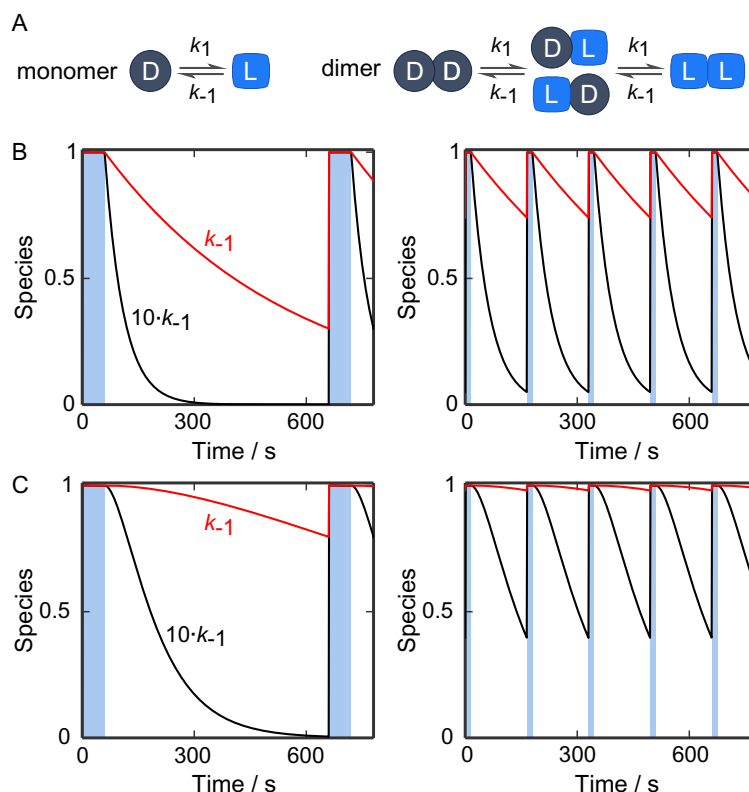 A
monomer D k1 k-1 L
dimer D D k1 k-1 D L L D k1 k-1 L L
B
1 0.5 0
Species
k-1
10·k-1
0 300 600
Time / s
1 0.5 0
Species
0 300 600
Time / s
C
1 0.5 0
Species
k-1
10·k-1
0 300 600
Time / s
1 0.5 0
Species
0 300 600
Time / s